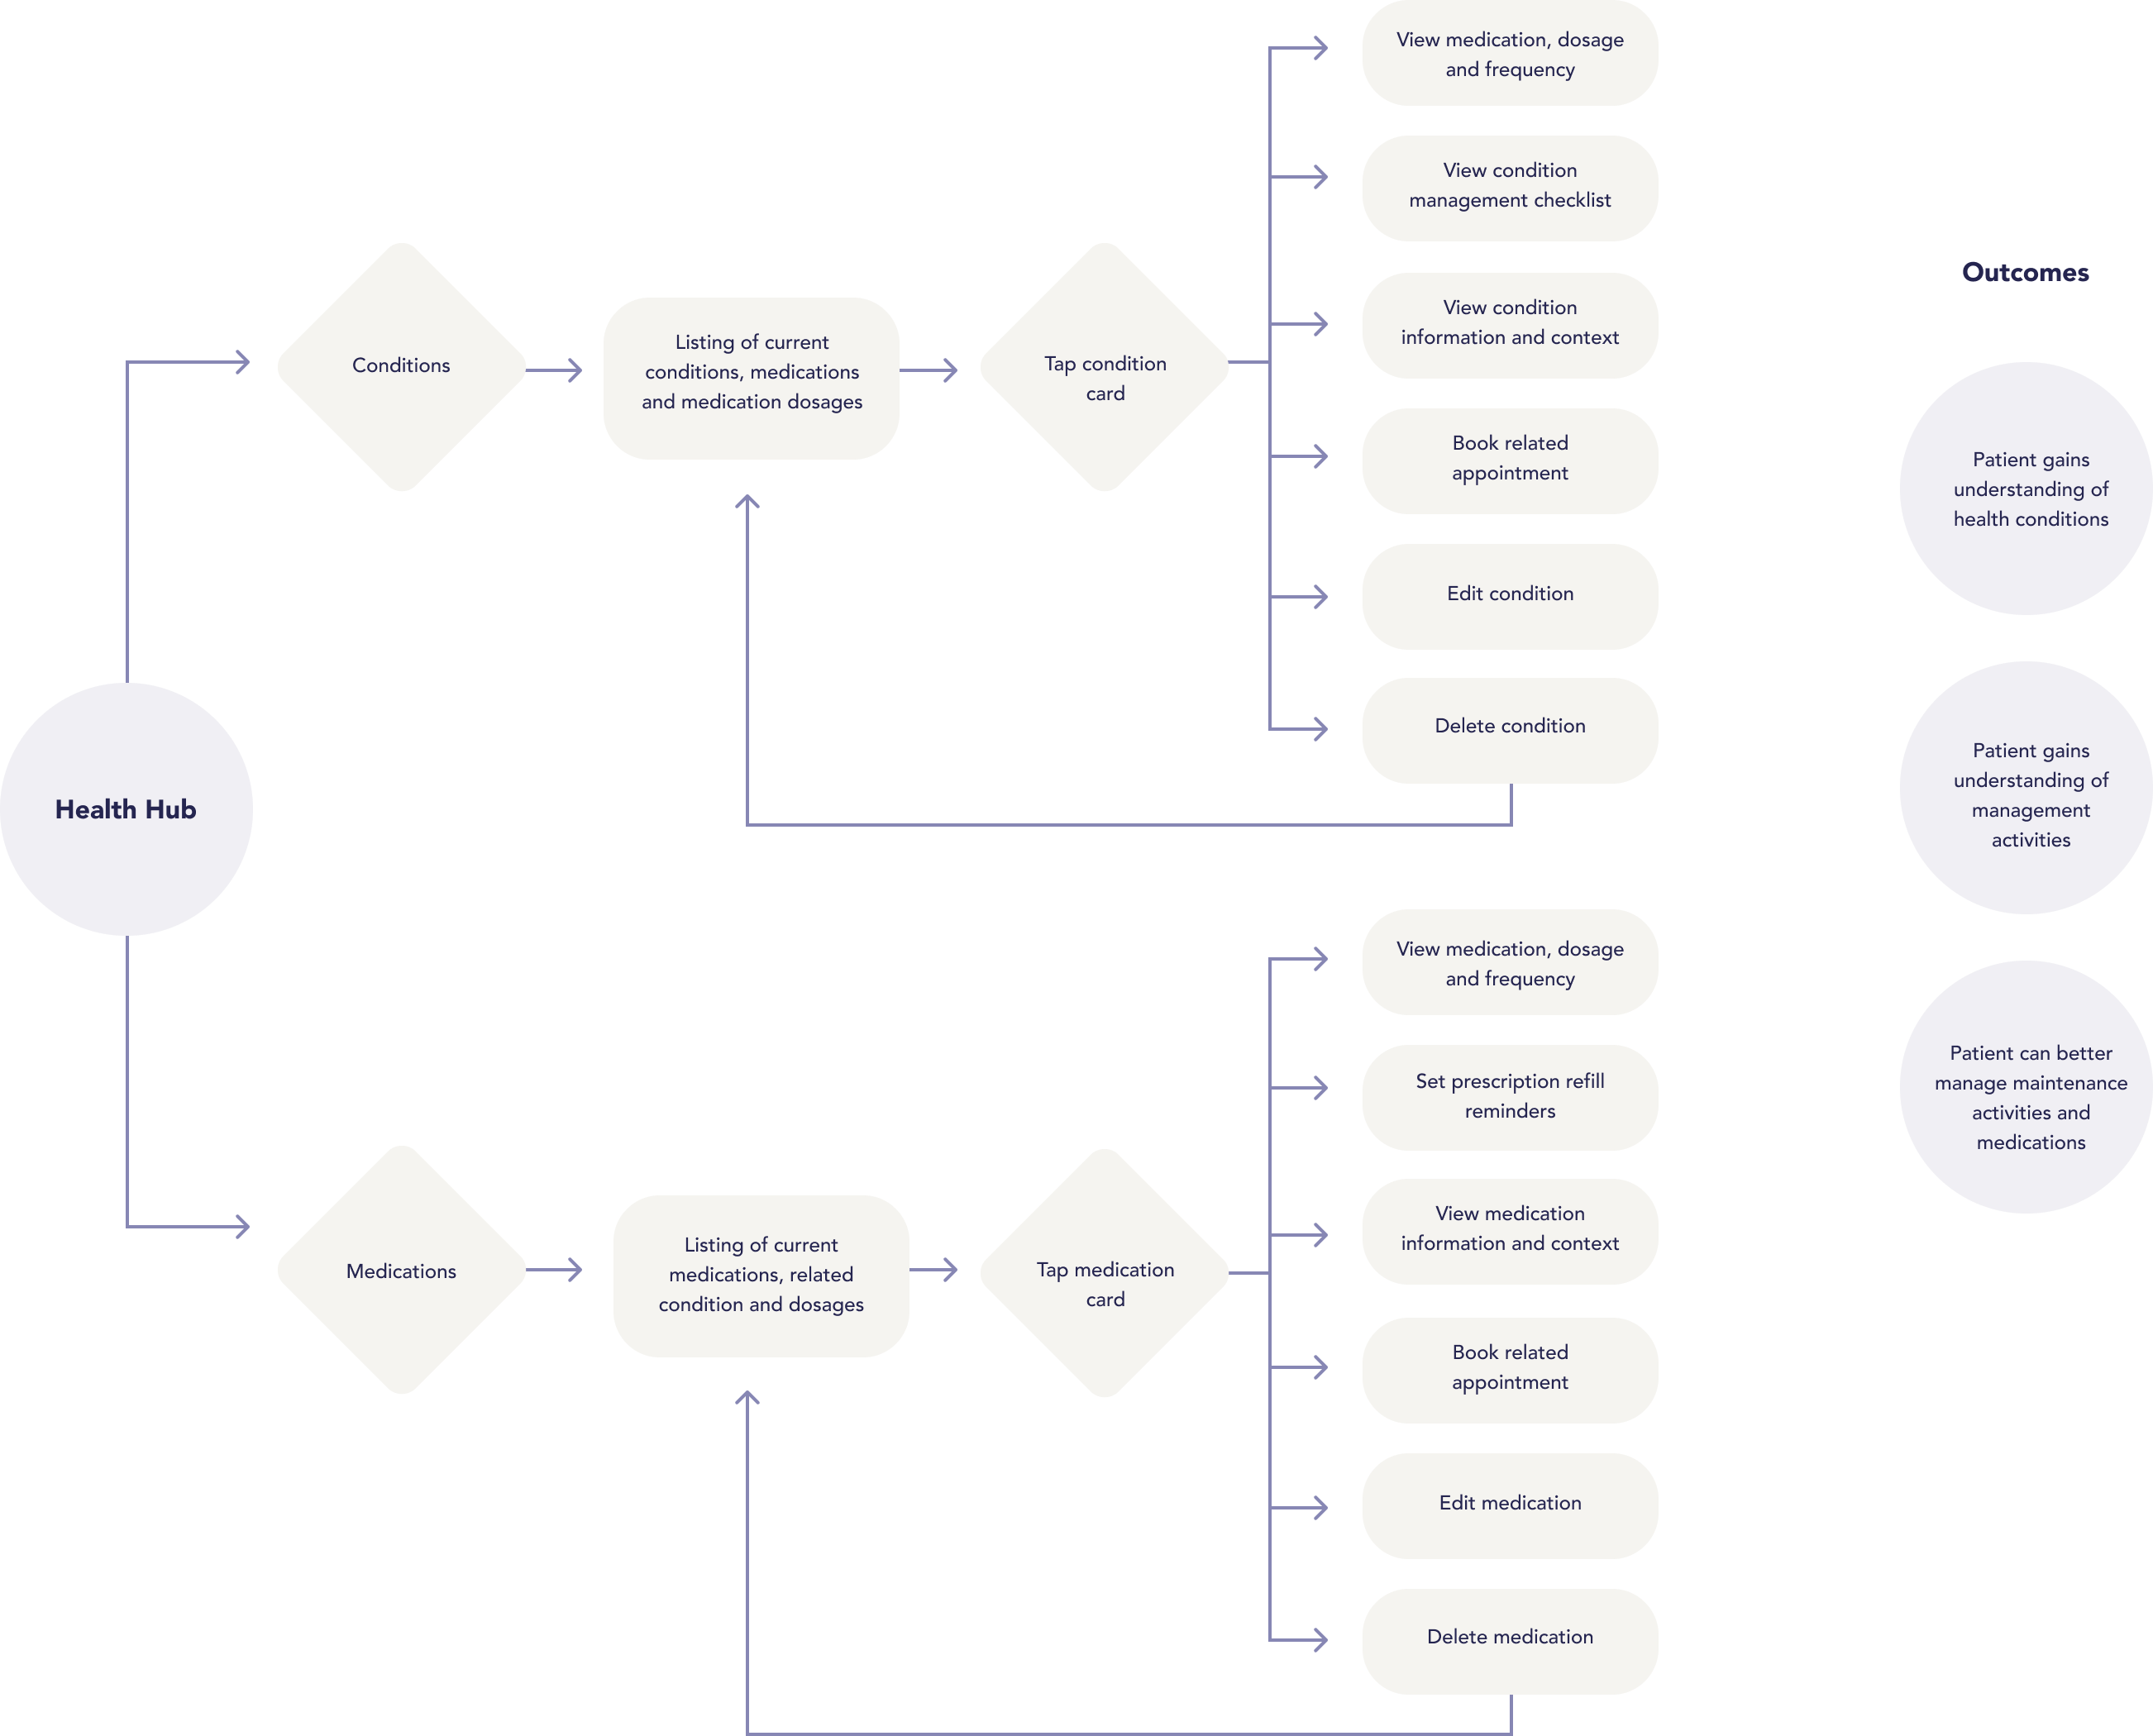 View medication, dosage
and frequency
View condition
management checklist
View condition
information and context
Book related
appointment
Edit condition
Delete condition
Conditions
Listing of current
conditions, medications
and medication dosages
Tap condition
card
Health Hub
Medications
Listing of current
medications, related
condition and dosages
Tap medication
card
View medication, dosage
and frequency
Set prescription refill
reminders
View medication
information and context
Book related
appointment
Edit medication
Delete medication
Outcomes
Patient gains
understanding of
health conditions
Patient gains
understanding of
management
activities
Patient can better
manage maintenance
activities and
medications